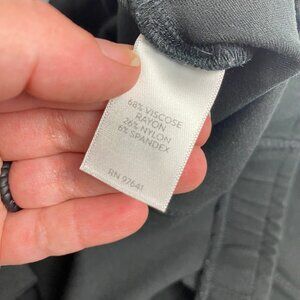 68% VISCOSE
RAYON
26% NYLON
6% SPANDEX
RN 97641